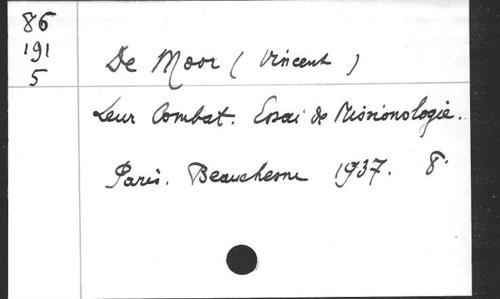 86
191
5
De Moor (Vincent)
Leur Combat. Essai de Missionologie.
Paris. Beauchesne 1937. 8°